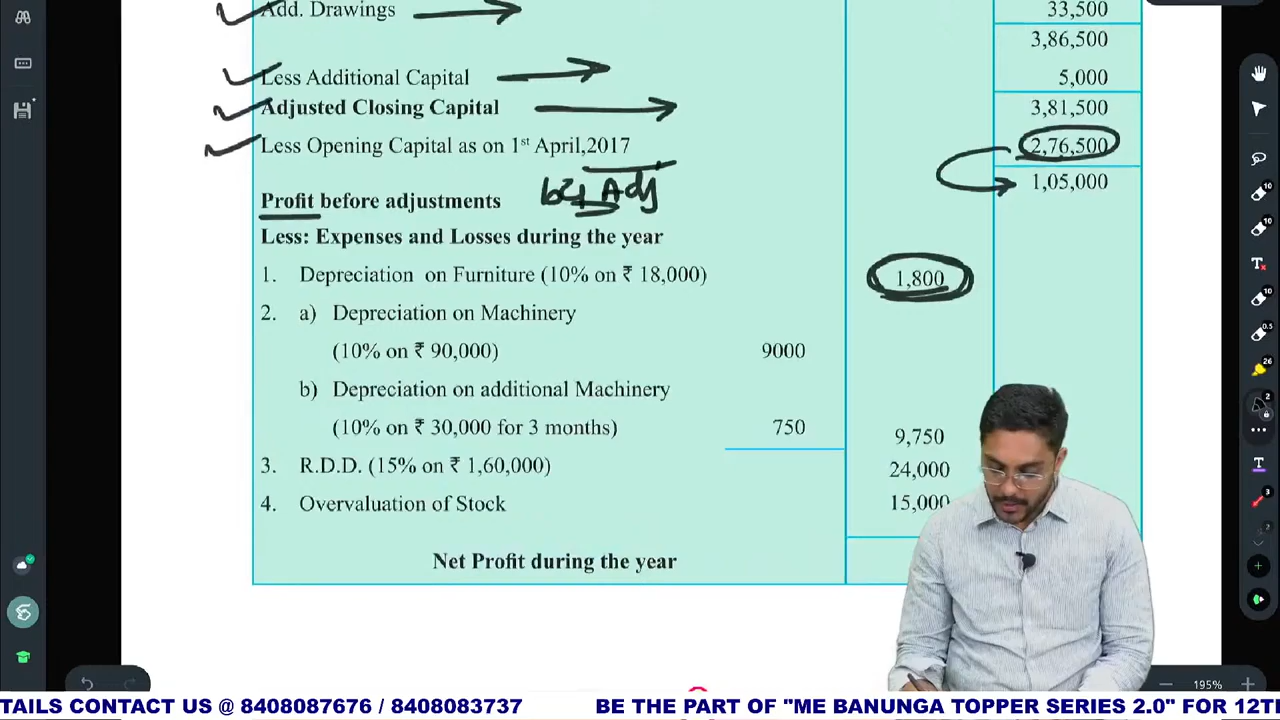 Add. Drawings 33,500
3,86,500
Less Additional Capital 5,000
Adjusted Closing Capital 3,81,500
Less Opening Capital as on 1st April,2017 2,76,500
1,05,000
Profit before adjustments
Adj
Less: Expenses and Losses during the year
1. Depreciation on Furniture (10% on ₹ 18,000) 1,800
2. a) Depreciation on Machinery
(10% on ₹ 90,000) 9000
b) Depreciation on additional Machinery
(10% on ₹ 30,000 for 3 months) 750 9,750
3. R.D.D. (15% on ₹ 1,60,000) 24,000
4. Overvaluation of Stock 15,000
Net Profit during the year
195%
TAILS CONTACT US @ 8408087676 / 8408083737 BE THE PART OF "ME BANUNGA TOPPER SERIES 2.0" FOR 12T